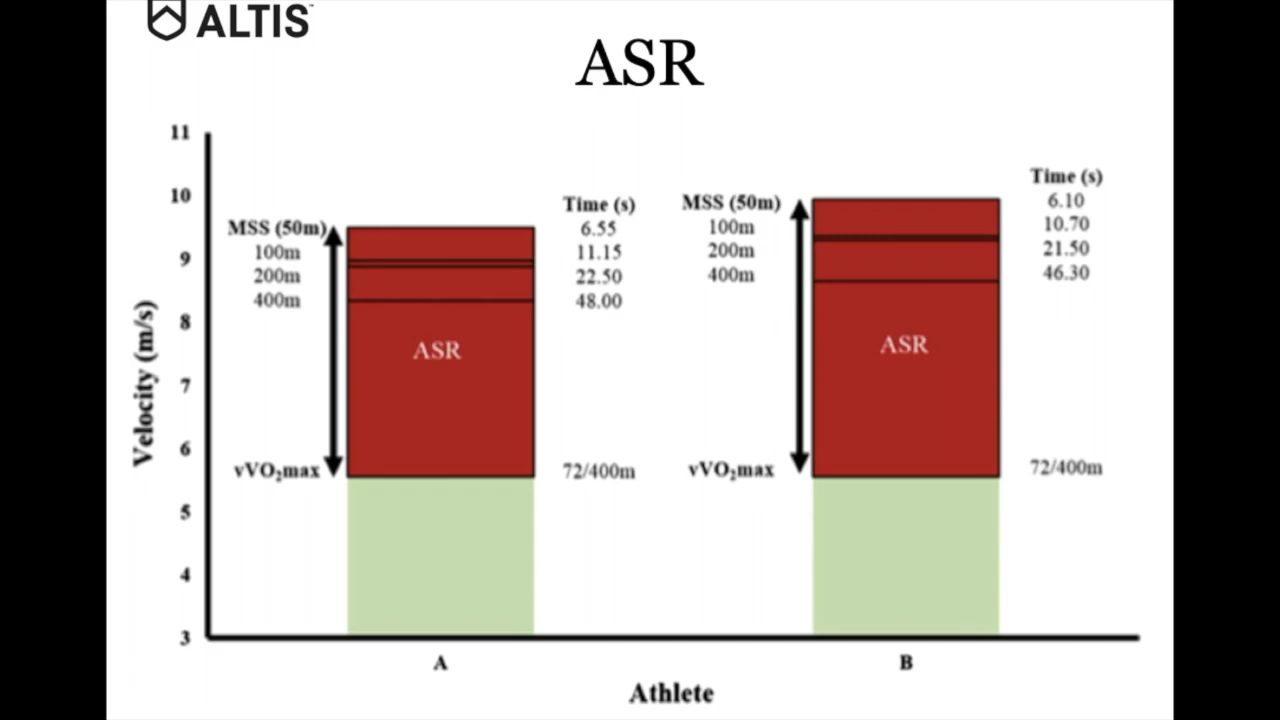 ALTIS™
ASR
11
10
9
8
7
6
5
4
3
Velocity (m/s)
MSS (50m)
100m
200m
400m
vVO₂max
ASR
Time (s)
6.55
11.15
22.50
48.00
72/400m
MSS (50m)
100m
200m
400m
vVO₂max
ASR
Time (s)
6.10
10.70
21.50
46.30
72/400m
A
B
Athlete